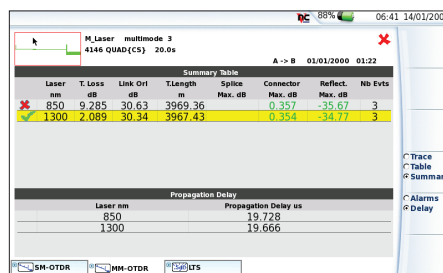 DC 88% 06:41 14/01/200
M_Laser multimode 3
4146 QUAD{CS} 20.0s
A -> B 01/01/2000 01:22
Summary Table
Laser T. Loss Link Orl T.Length Splice Connector Reflect. Nb Evts
nm dB dB m Max. dB Max. dB Max. dB
850 9.285 30.63 3969.36 0.357 -35.67 3
1300 2.089 30.34 3967.43 0.354 -34.77 3
Trace
Table
Summar
Propagation Delay
Alarms
Laser nm Propagation Delay us
Delay
850 19.728
1300 19.666
SM-OTDR MM-OTDR LTS